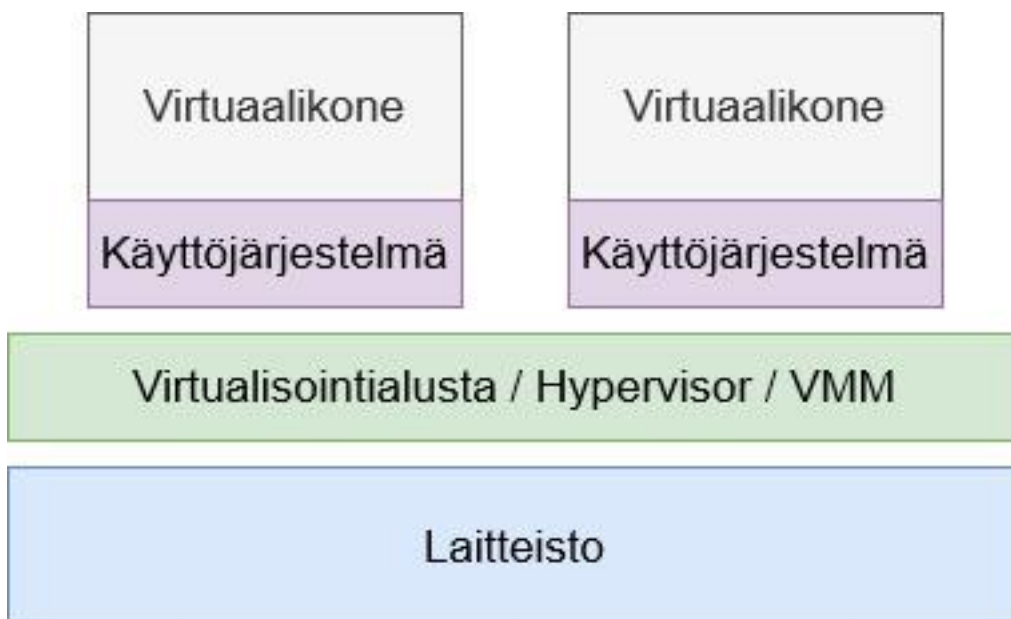 Virtuaalikone
Virtuaalikone
Käyttöjärjestelmä
Käyttöjärjestelmä
Virtualisointialusta / Hypervisor / VMM
Laitteisto